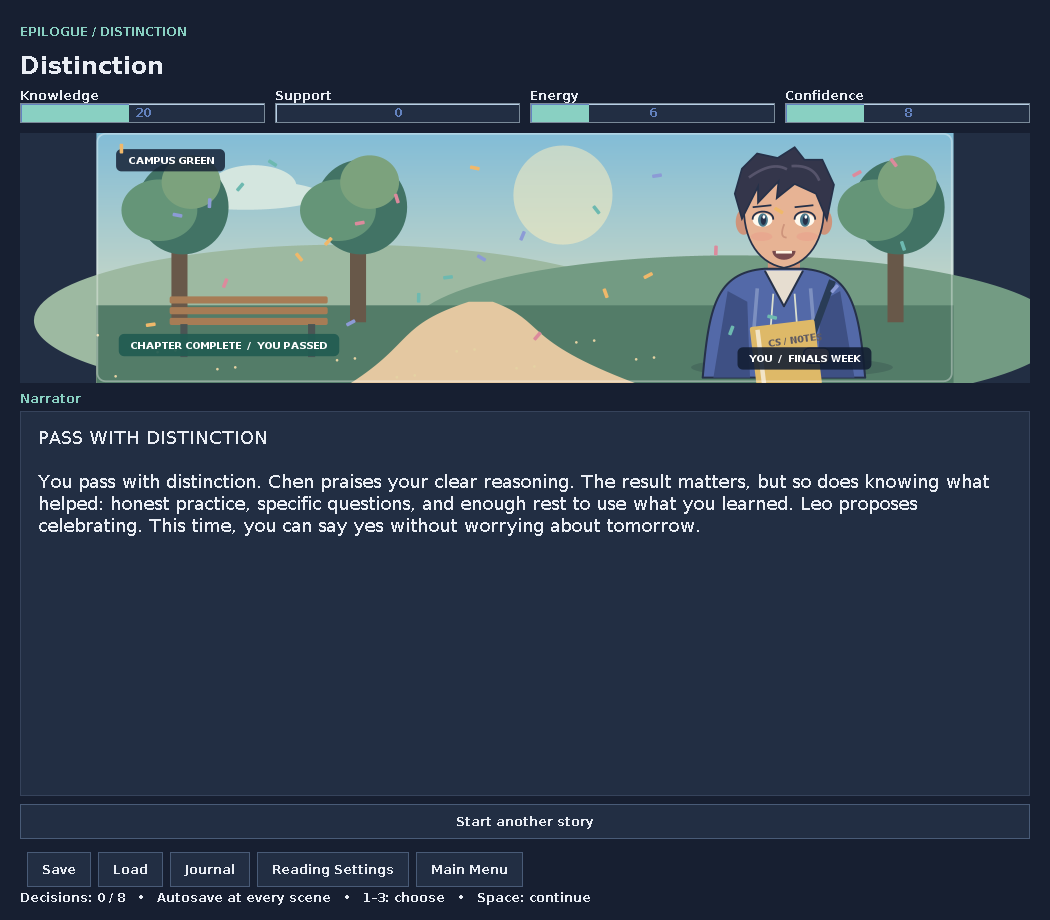 EPILOGUE / DISTINCTION
Distinction
Knowledge Support Energy Confidence
20 0 6 8
CAMPUS GREEN
CS / NOTE
CHAPTER COMPLETE / YOU PASSED
YOU / FINALS WEEK
Narrator
PASS WITH DISTINCTION
You pass with distinction. Chen praises your clear reasoning. The result matters, but so does knowing what
helped: honest practice, specific questions, and enough rest to use what you learned. Leo proposes
celebrating. This time, you can say yes without worrying about tomorrow.
Start another story
Save Load Journal Reading Settings Main Menu
Decisions: 0 / 8 • Autosave at every scene • 1–3: choose • Space: continue